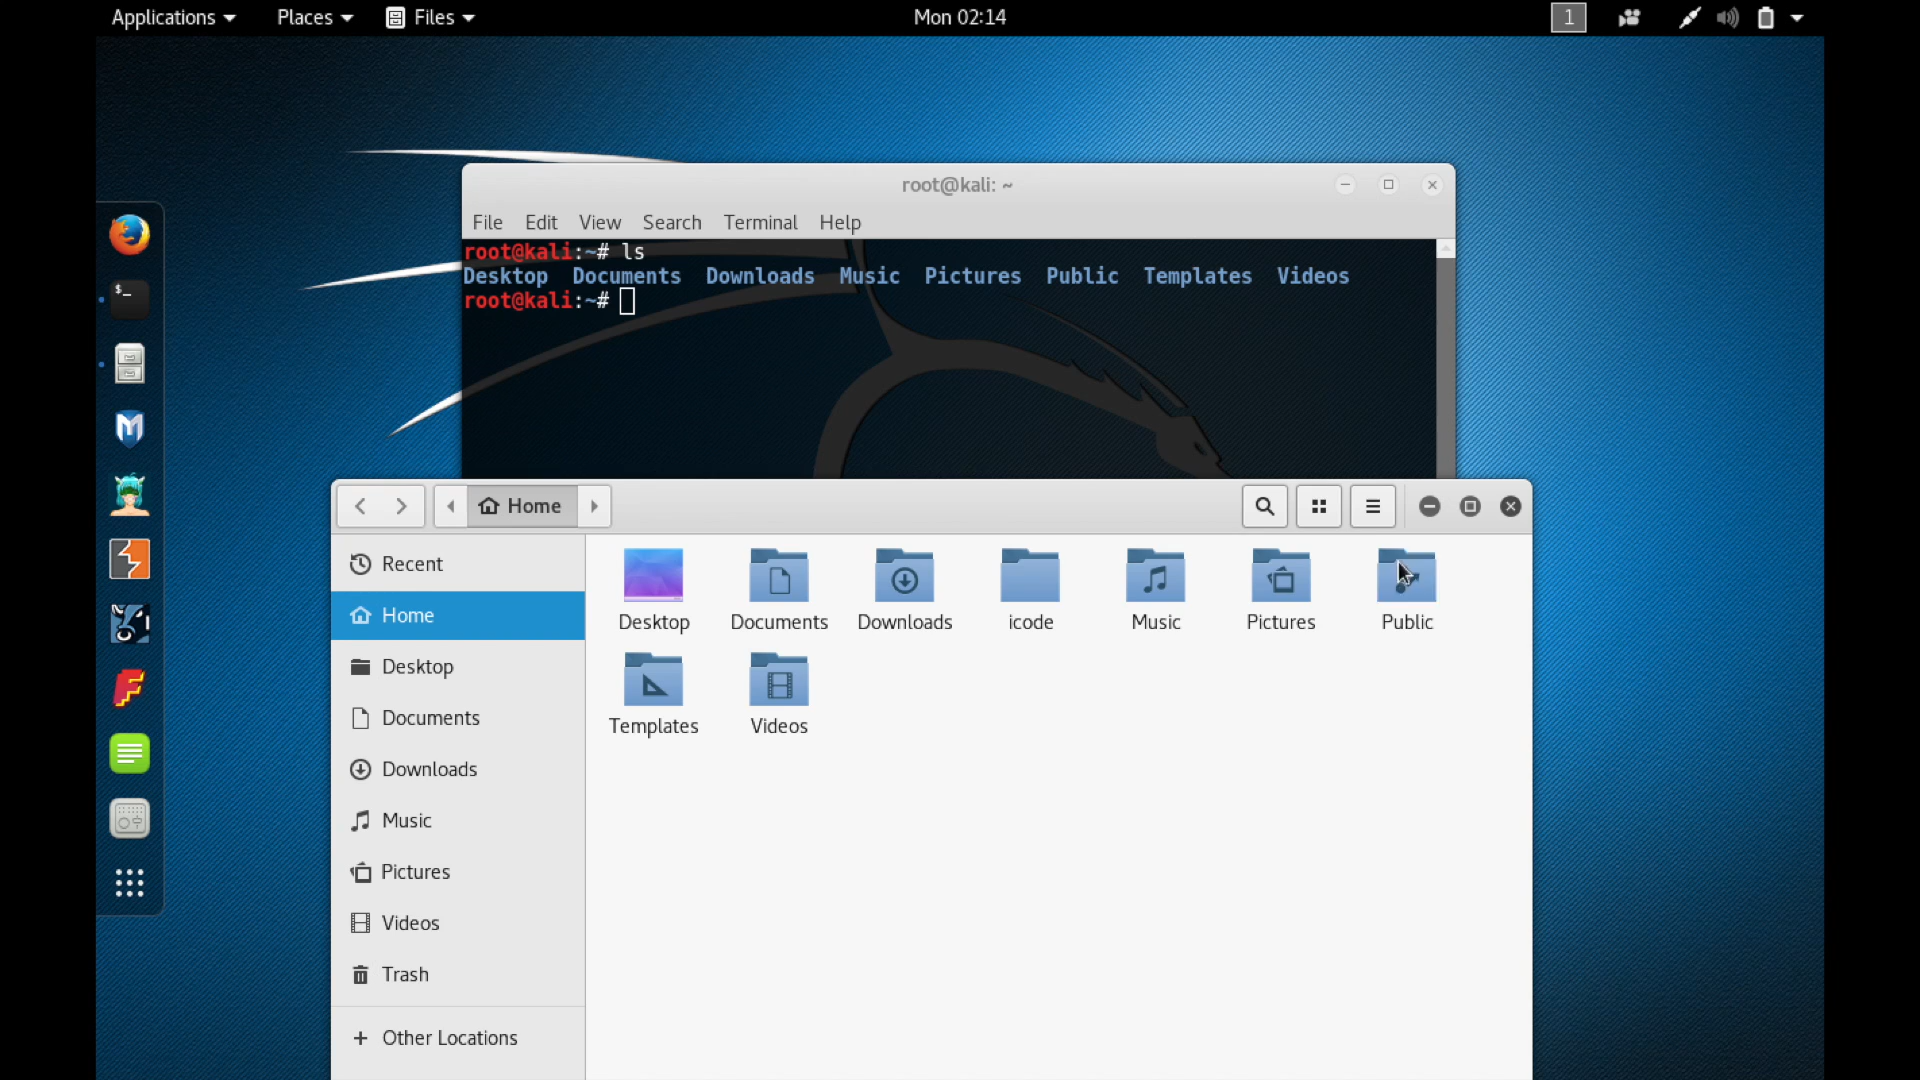 Applications Places Files Mon 02:14 1
root@kali: ~
File Edit View Search Terminal Help
root@kali:~# ls
Desktop Documents Downloads Music Pictures Public Templates Videos
root@kali:~#
$_
Home
Recent
Home
Desktop
Documents
Downloads
Music
Pictures
Videos
Trash
+ Other Locations
Desktop Documents Downloads icode Music Pictures Public
Templates Videos